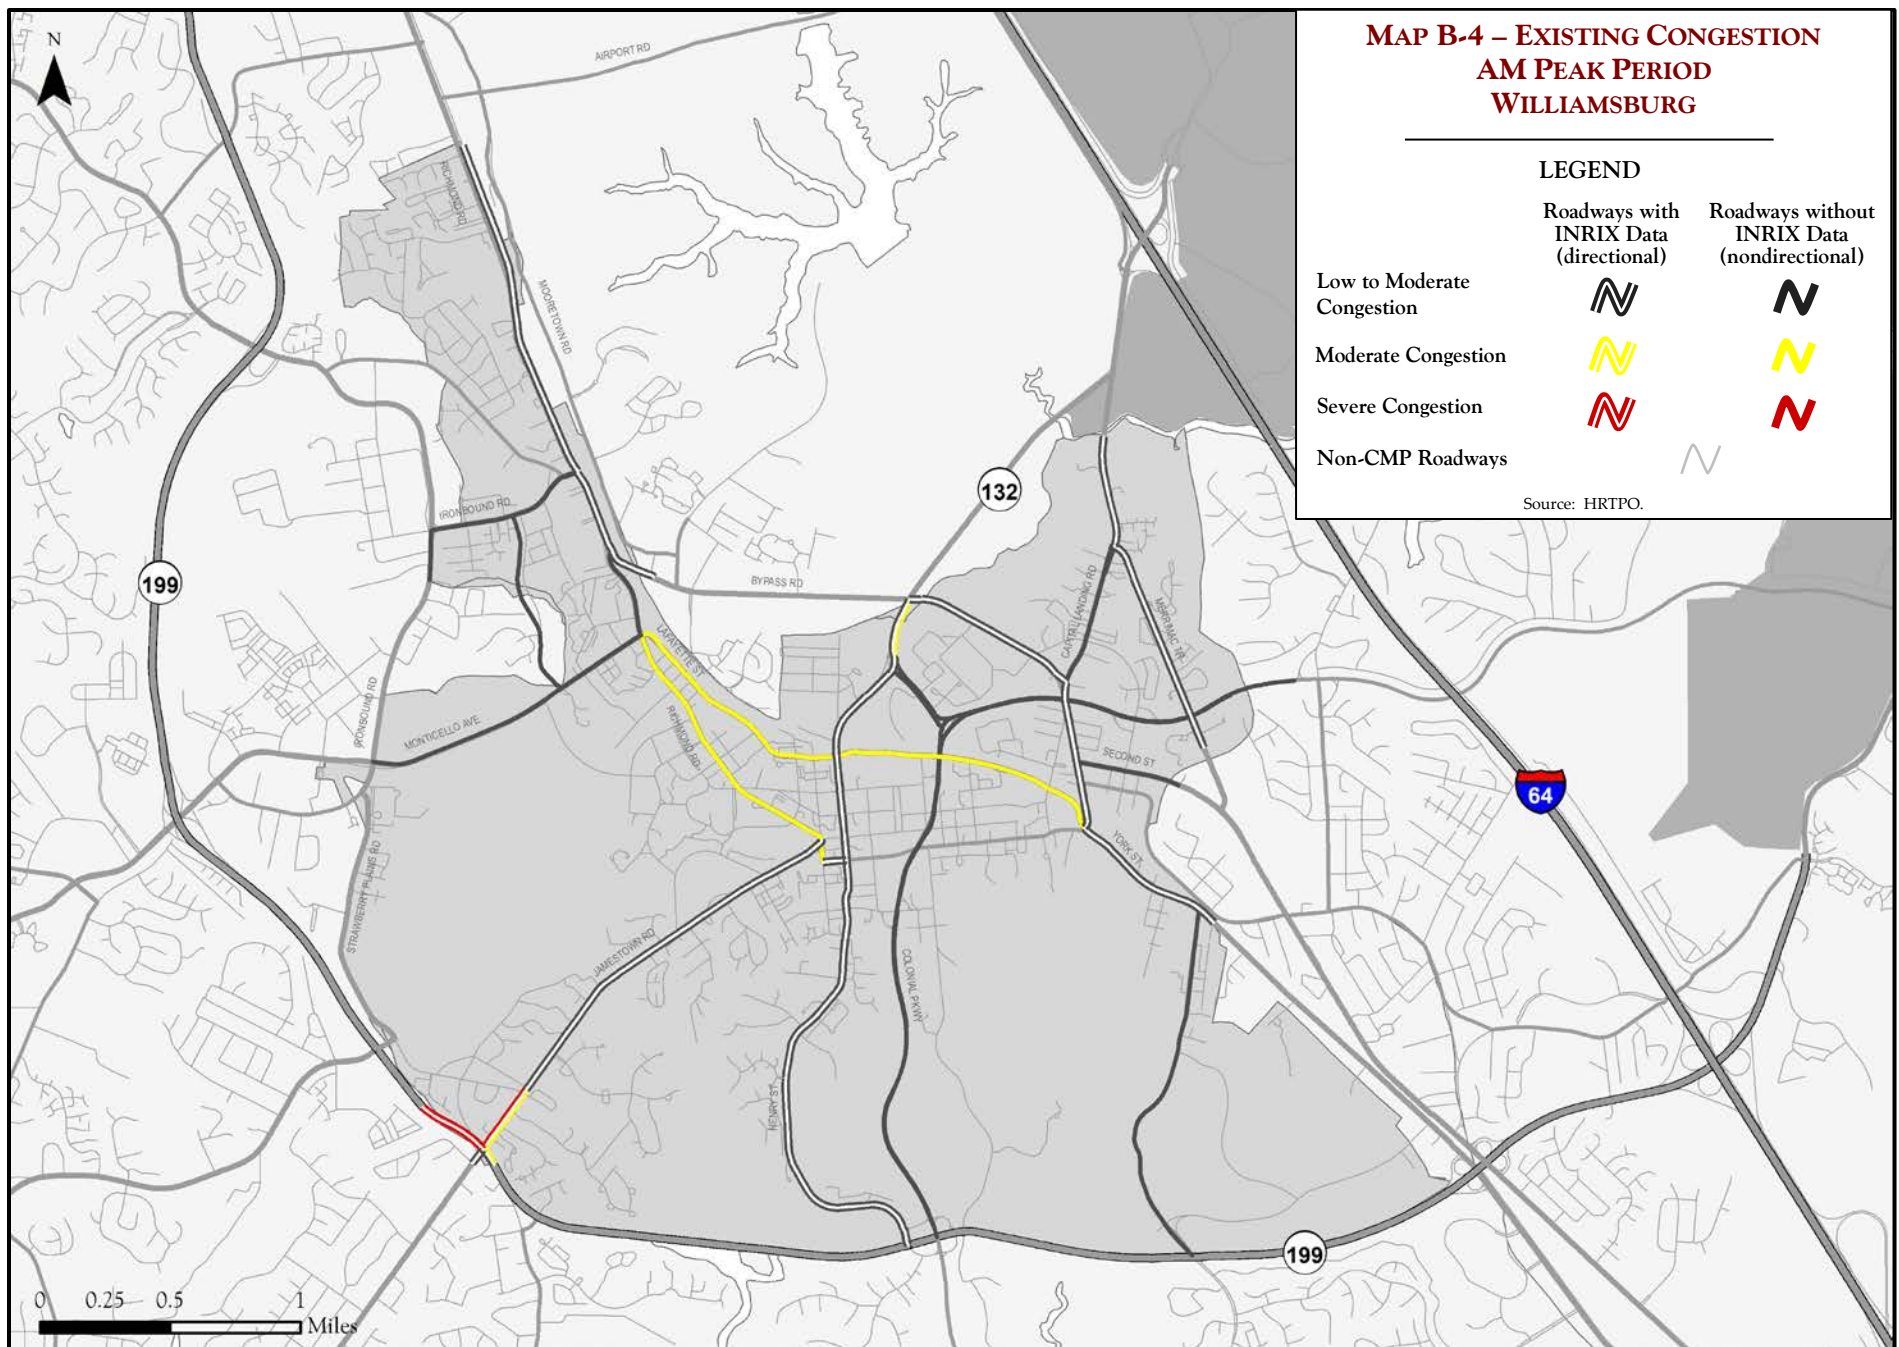 MAP B-4 – EXISTING CONGESTION
AM PEAK PERIOD
WILLIAMSBURG
LEGEND
Roadways with
INRIX Data
(directional)
Roadways without
INRIX Data
(nondirectional)
Low to Moderate
Congestion
Moderate Congestion
Severe Congestion
Non-CMP Roadways
Source: HRTPO.
N
AIRPORT RD
RICHMOND RD
MOORETOWN RD
132
IRONBOUND RD
199
BYPASS RD
CAPITAL LANDING RD
MERRIMAC TRL
LAFAYETTE ST
IRONBOUND RD
MONTICELLO AVE
RICHMOND RD
SECOND ST
64
YORK ST
STRAWBERRY PLAINS RD
JAMESTOWN RD
COLONIAL PKWY
HENRY ST
199
0 0.25 0.5 1
Miles